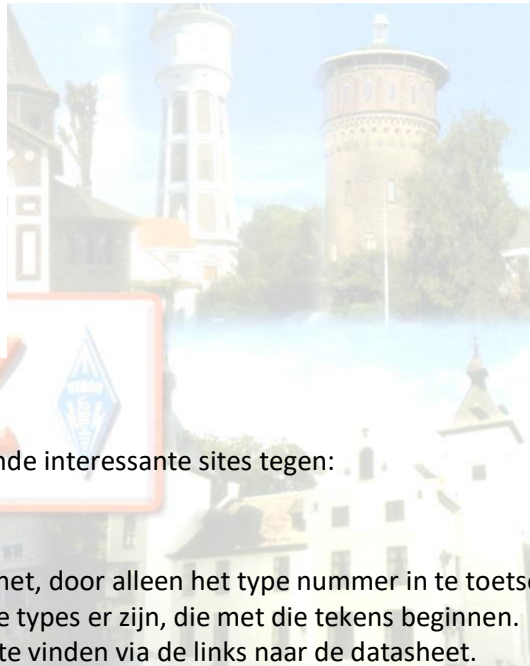 nde interessante sites tegen:
net, door alleen het type nummer in te toets
e types er zijn, die met die tekens beginnen.
te vinden via de links naar de datasheet.